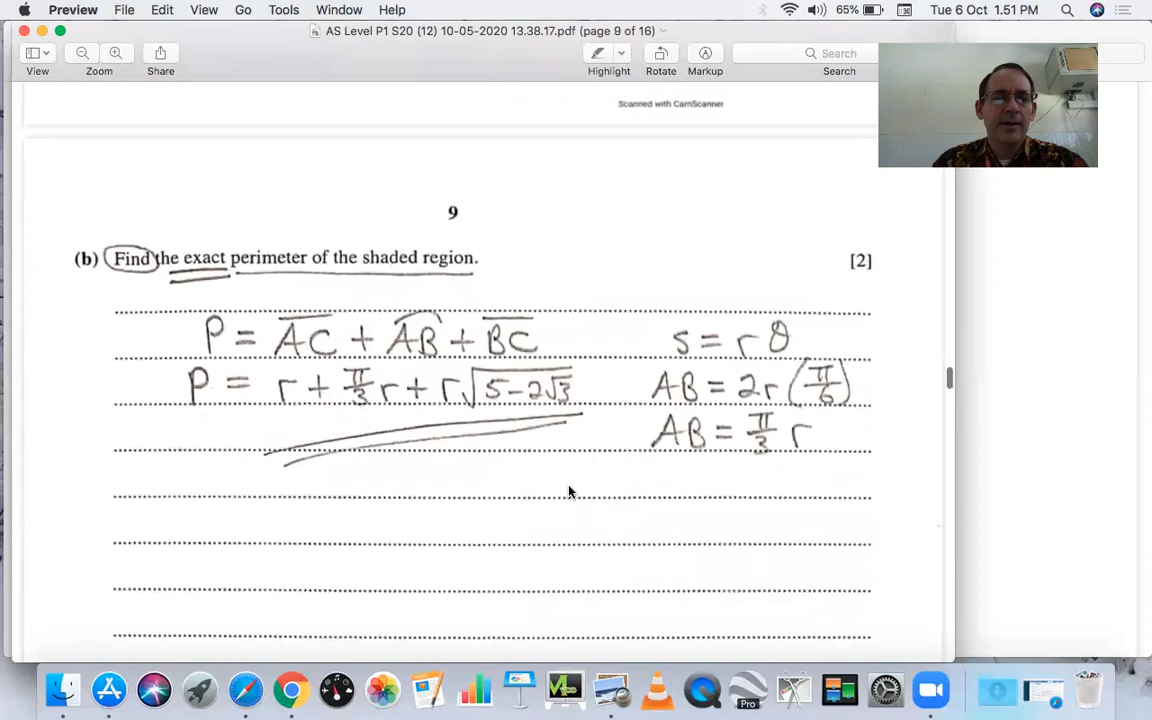 Preview File Edit View Go Tools Window Help 65% Tue 6 Oct 1.51 PM
AS Level P1 S20 (12) 10-05-2020 13.38.17.pdf (page 9 of 16)
View Zoom Share Highlight Rotate Markup Search
Search
Scanned with CamScanner
9
(b) Find the exact perimeter of the shaded region. [2]
P = AC + AB + BC s = rθ
P = r + π/3 r + r√(5-2√3) AB = 2r(π/6)
AB = π/3 r
Pro